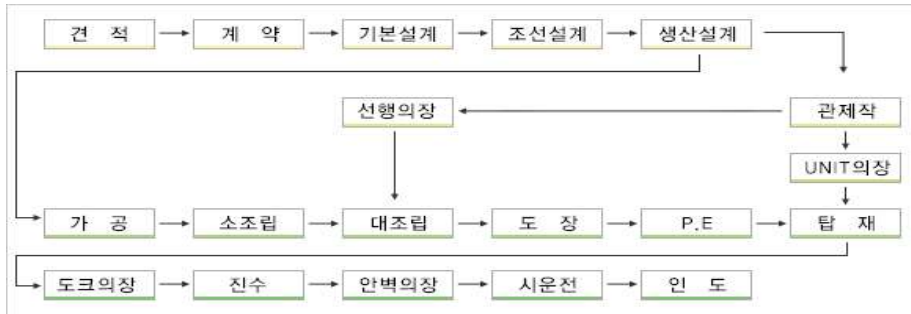 견 적 계 약 기본설계 조선설계 생산설계
선행의장 관제작
UNIT의장
가 공 소조립 대조립 도 장 P.E 탑 재
도크의장 진수 안벽의장 시운전 인 도